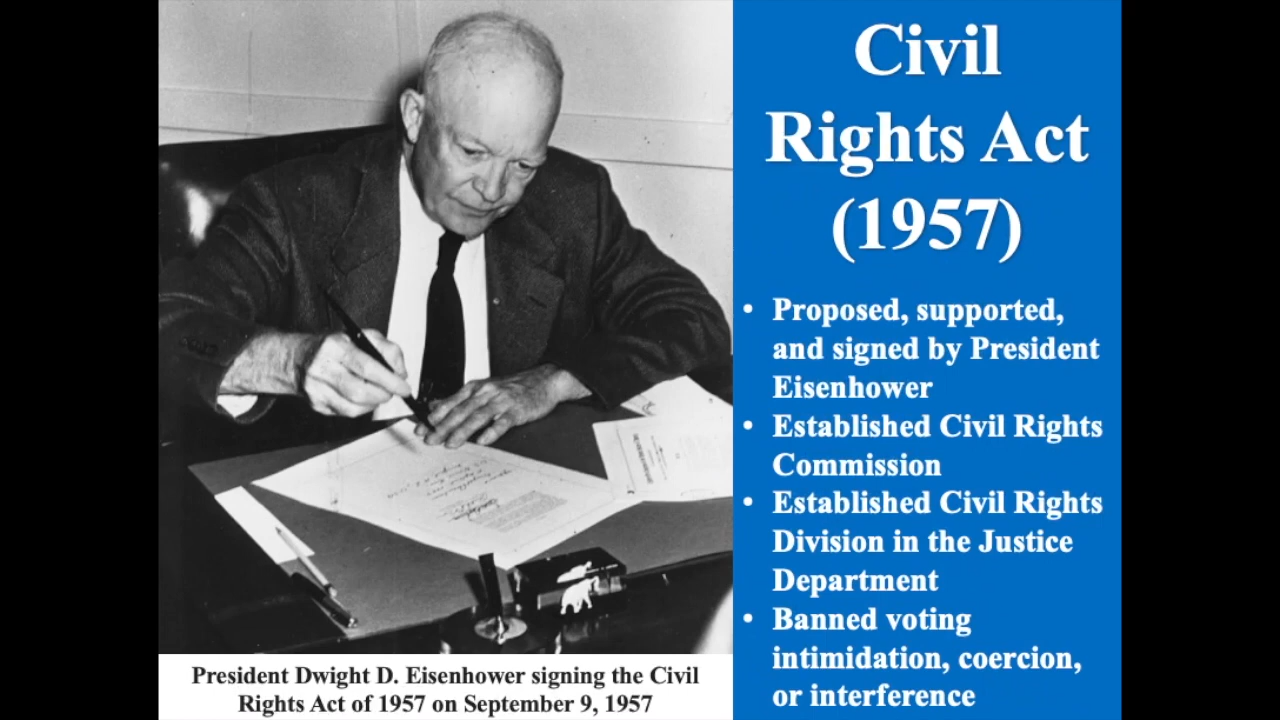 Civil
Rights Act
(1957)
• Proposed, supported,
and signed by President
Eisenhower
• Established Civil Rights
Commission
• Established Civil Rights
Division in the Justice
Department
• Banned voting
intimidation, coercion,
or interference
President Dwight D. Eisenhower signing the Civil
Rights Act of 1957 on September 9, 1957